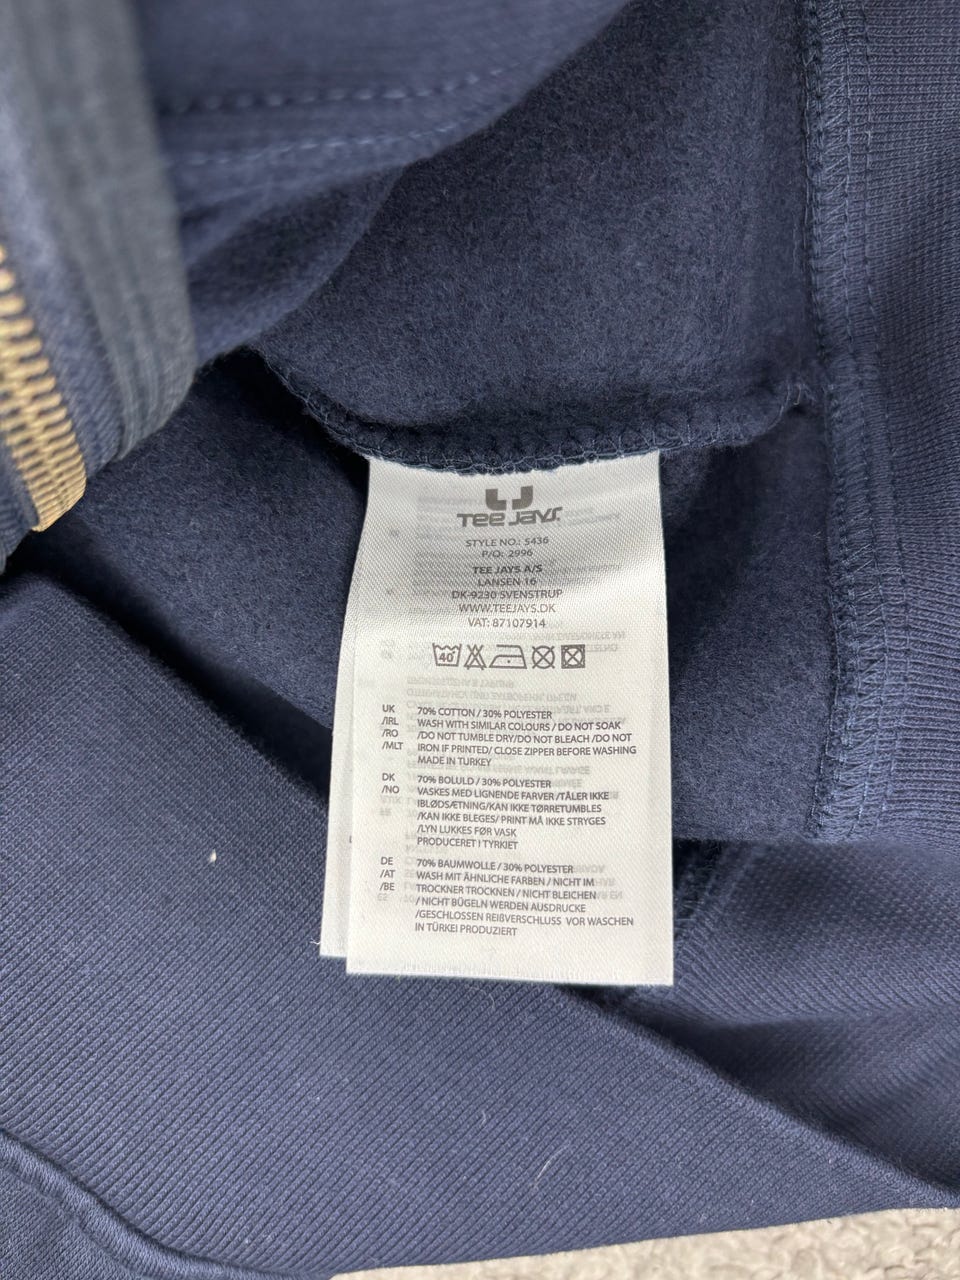 TEE JAYS
STYLE NO.: 5436
P/O: 2996
TEE JAYS A/S
LANSEN 16
DK-9230 SVENSTRUP
WWW.TEEJAYS.DK
VAT: 87107914
40
UK 70% COTTON / 30% POLYESTER
/IRL WASH WITH SIMILAR COLOURS / DO NOT SOAK
/RO /DO NOT TUMBLE DRY/DO NOT BLEACH /DO NOT
/MLT IRON IF PRINTED/ CLOSE ZIPPER BEFORE WASHING
MADE IN TURKEY
DK 70% BOLULD / 30% POLYESTER
/NO VASKES MED LIGNENDE FARVER /TÅLER IKKE
IBLØDSÆTNING/KAN IKKE TØRRETUMBLES
/KAN IKKE BLEGES/ PRINT MÅ IKKE STRYGES
/LYN LUKKES FØR VASK
PRODUCERET I TYRKIET
DE 70% BAUMWOLLE / 30% POLYESTER
/AT WASH MIT ÄHNLICHE FARBEN / NICHT IM
/BE TROCKNER TROCKNEN / NICHT BLEICHEN
/ NICHT BÜGELN WERDEN AUSDRUCKE
/GESCHLOSSEN REIßVERSCHLUSS VOR WASCHEN
IN TÜRKEI PRODUZIERT